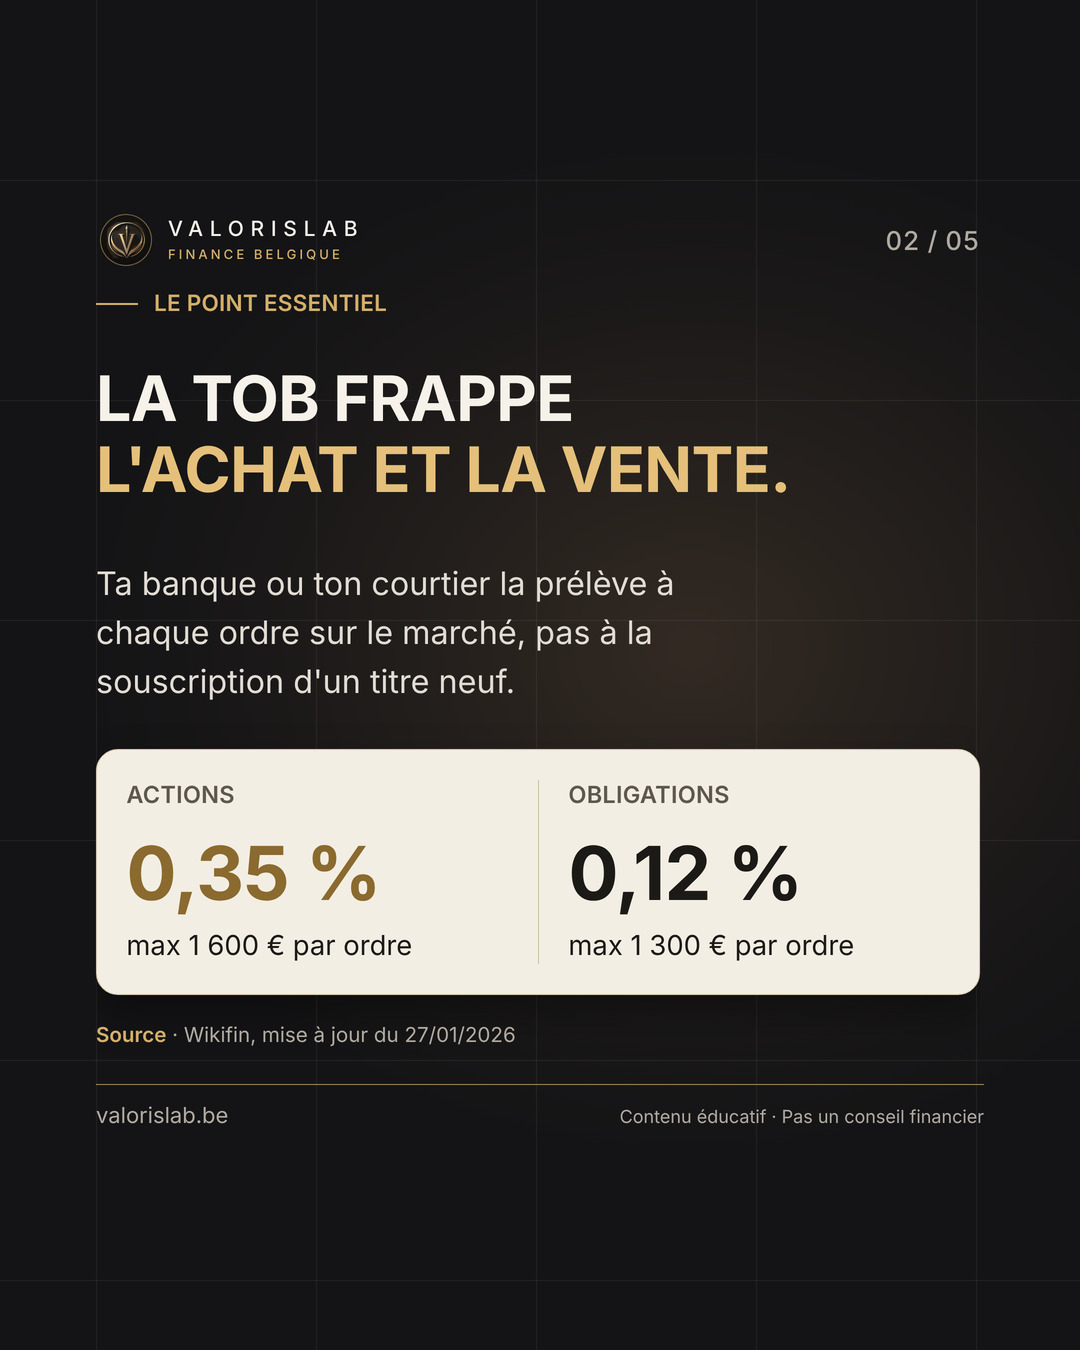 VALORISLAB
FINANCE BELGIQUE
02 / 05
LE POINT ESSENTIEL
LA TOB FRAPPE
L'ACHAT ET LA VENTE.
Ta banque ou ton courtier la prélève à
chaque ordre sur le marché, pas à la
souscription d'un titre neuf.
ACTIONS
0,35 %
max 1 600 € par ordre
OBLIGATIONS
0,12 %
max 1 300 € par ordre
Source · Wikifin, mise à jour du 27/01/2026
valorislab.be
Contenu éducatif · Pas un conseil financier